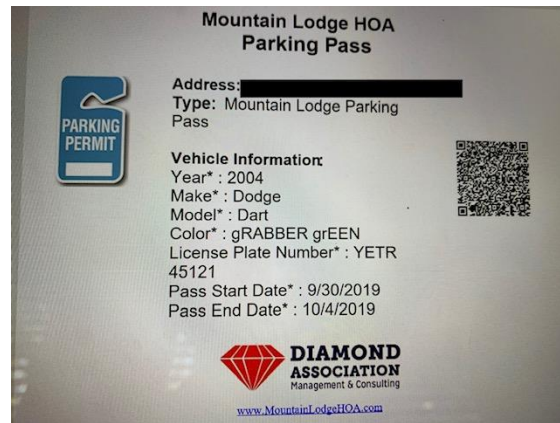 Mountain Lodge HOA
Parking Pass
Address:
Type: Mountain Lodge Parking
Pass
PARKING
PERMIT
Vehicle Information:
Year* : 2004
Make* : Dodge
Model* : Dart
Color* : gRABBER grEEN
License Plate Number* : YETR
45121
Pass Start Date* : 9/30/2019
Pass End Date* : 10/4/2019
DIAMOND
ASSOCIATION
Management & Consulting
www.MountainLodgeHOA.com